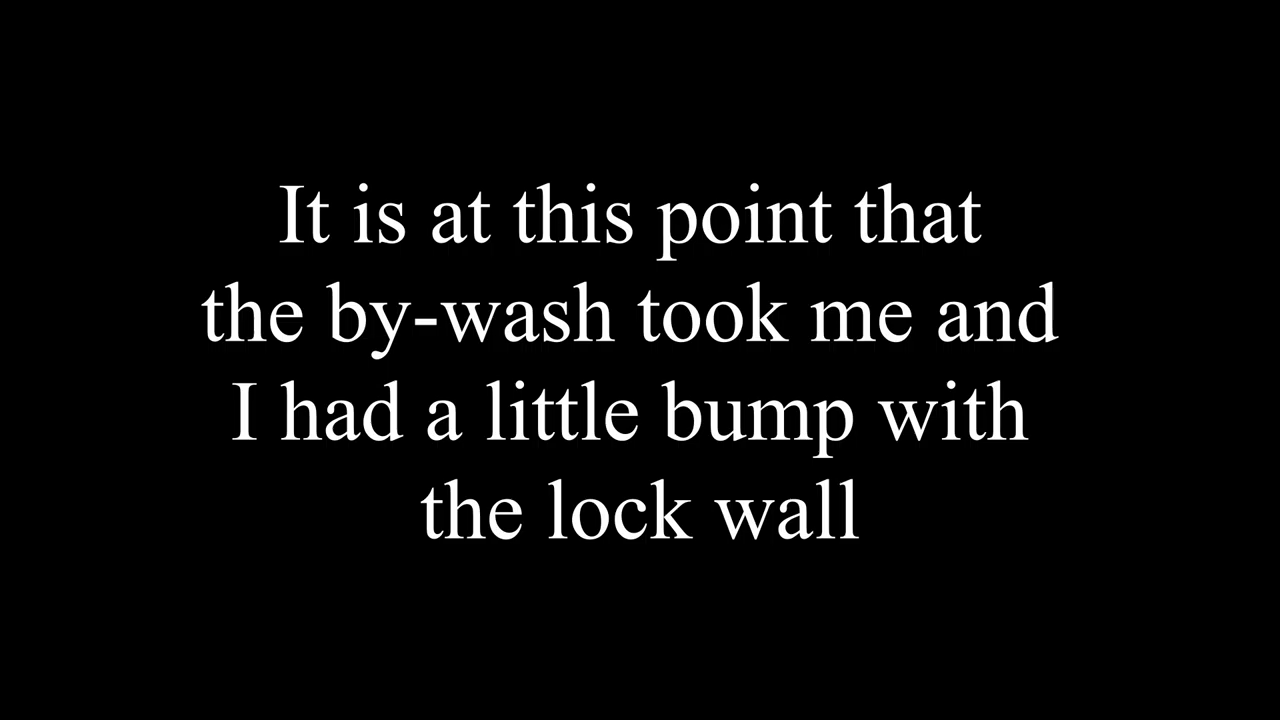 It is at this point that
the by-wash took me and
I had a little bump with
the lock wall